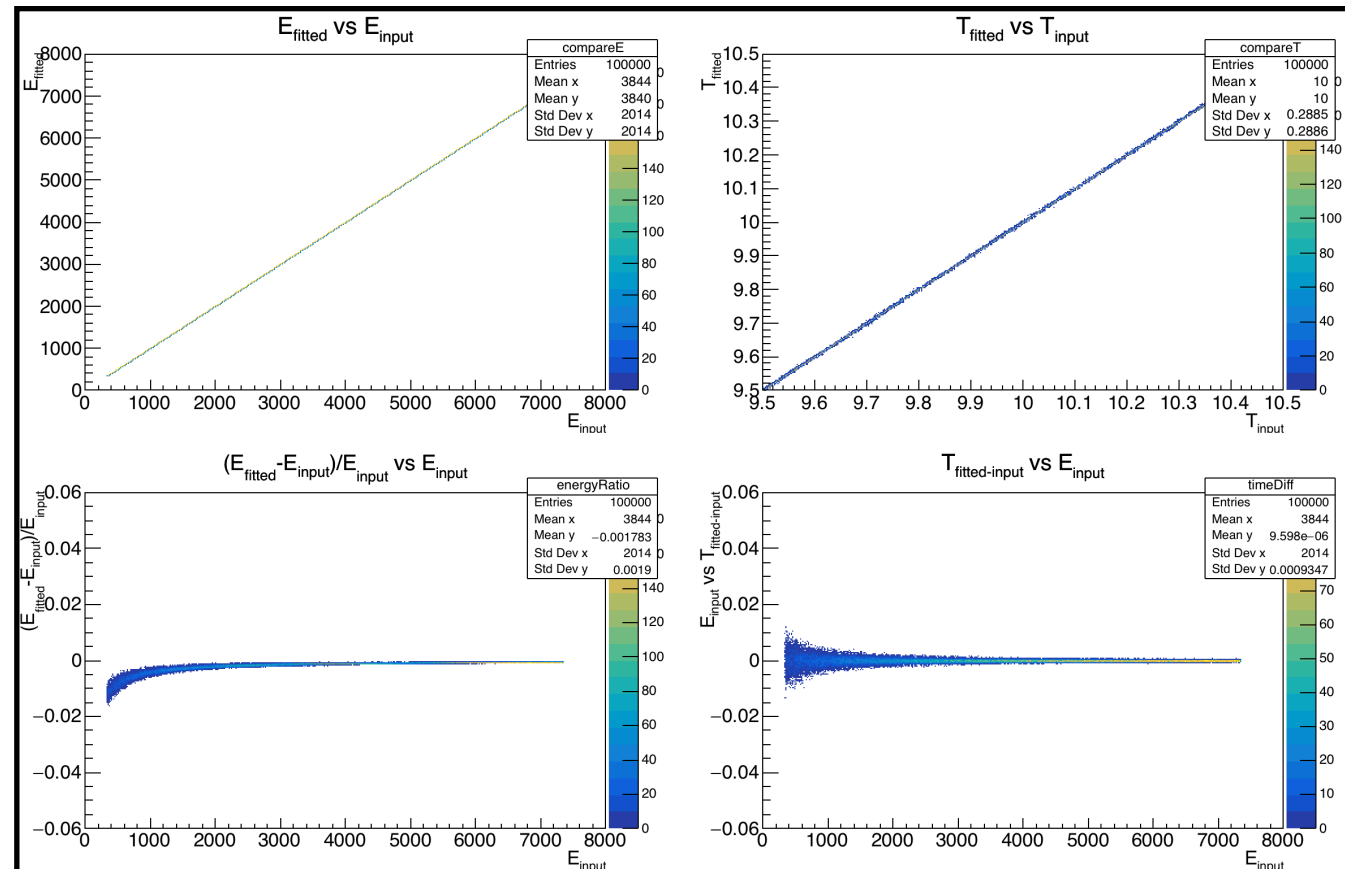 E_fitted vs E_input
8000
7000
6000
5000
4000
3000
2000
1000
0
E_fitted
0 1000 2000 3000 4000 5000 6000 7000 8000
E_input
compareE
Entries 100000
Mean x 3844
Mean y 3840
Std Dev x 2014
Std Dev y 2014
140
120
100
80
60
40
20
0
T_fitted vs T_input
10.5
10.4
10.3
10.2
10.1
10
9.9
9.8
9.7
9.6
9.5
T_fitted
9.5 9.6 9.7 9.8 9.9 10 10.1 10.2 10.3 10.4 10.5
T_input
compareT
Entries 100000
Mean x 10
Mean y 10
Std Dev x 0.2885
Std Dev y 0.2886
140
120
100
80
60
40
20
0
(E_fitted-E_input)/E_input vs E_input
0.06
0.04
0.02
0
−0.02
−0.04
−0.06
(E_fitted-E_input)/E_input
0 1000 2000 3000 4000 5000 6000 7000 8000
E_input
energyRatio
Entries 100000
Mean x 3844
Mean y −0.001783
Std Dev x 2014
Std Dev y 0.0019
140
120
100
80
60
40
20
0
T_fitted-input vs E_input
0.06
0.04
0.02
0
−0.02
−0.04
−0.06
E_input vs T_fitted-input
0 1000 2000 3000 4000 5000 6000 7000 8000
E_input
timeDiff
Entries 100000
Mean x 3844
Mean y 9.598e−06
Std Dev x 2014
Std Dev y 0.0009347
70
60
50
40
30
20
10
0